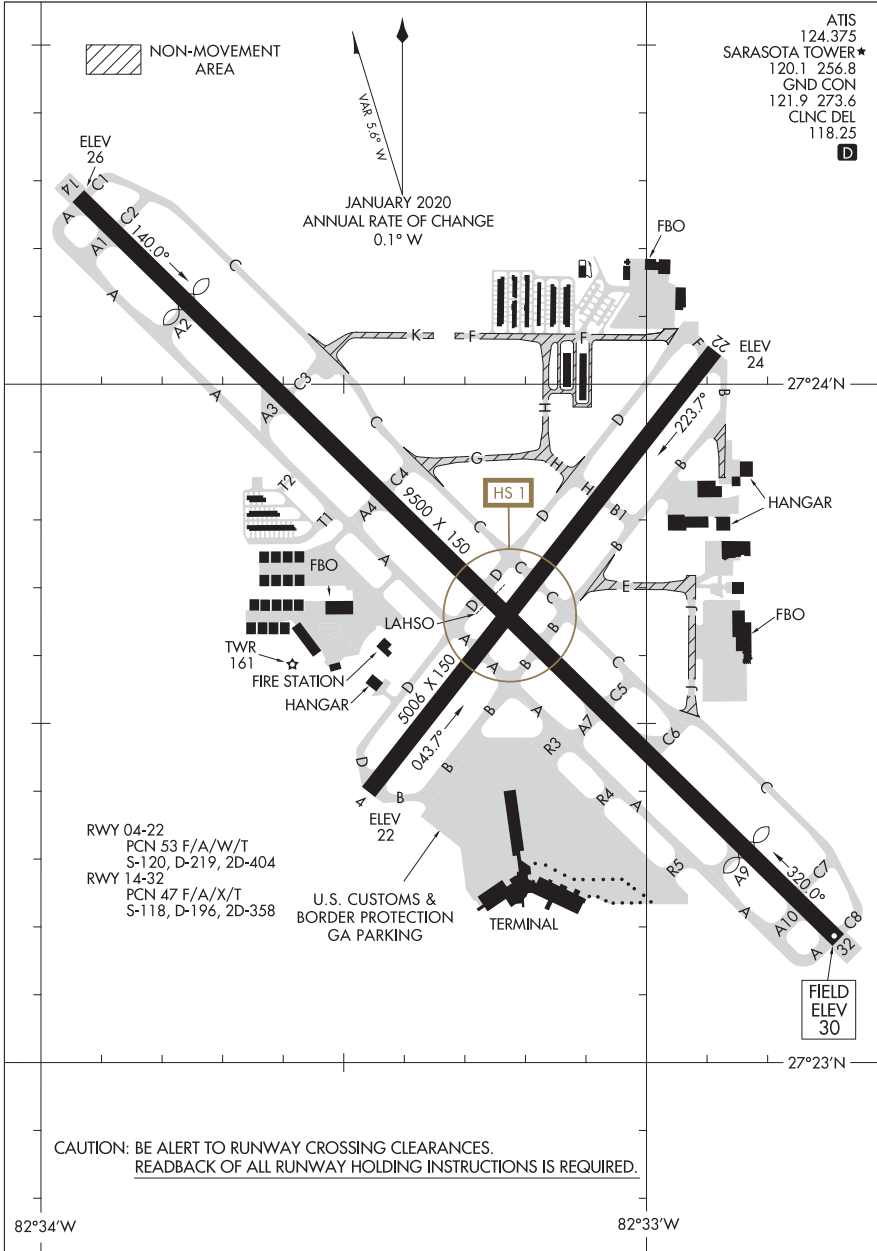 ATIS
124.375
SARASOTA TOWER★
120.1 256.8
GND CON
121.9 273.6
CLNC DEL
118.25
D
NON-MOVEMENT
AREA
VAR 5.6° W
JANUARY 2020
ANNUAL RATE OF CHANGE
0.1° W
ELEV
26
14
C1
A
C2
A1
140.0°
C
A
A2
FBO
K
F
F
F
22
ELEV
24
27°24'N
A
C3
A3
C
H
D
B
223.7°
G
H
H
B
C4
HS 1
HANGAR
T2
T1
A4
9500 X 150
C
D
B1
B
A
FBO
D
C
C
E
J
D
B
LAHSO
A
FBO
TWR
161
FIRE STATION
A
B
C
HANGAR
D
5006 X 150
J
C5
B
A
A7
C6
R3
043.7°
D
B
4
B
C
R4
A
ELEV
22
RWY 04-22
PCN 53 F/A/W/T
S-120, D-219, 2D-404
RWY 14-32
PCN 47 F/A/X/T
S-118, D-196, 2D-358
R5
A9
320.0°
C7
U.S. CUSTOMS &
BORDER PROTECTION
GA PARKING
TERMINAL
A
A10
C8
A
32
FIELD
ELEV
30
27°23'N
CAUTION: BE ALERT TO RUNWAY CROSSING CLEARANCES.
READBACK OF ALL RUNWAY HOLDING INSTRUCTIONS IS REQUIRED.
82°34'W
82°33'W